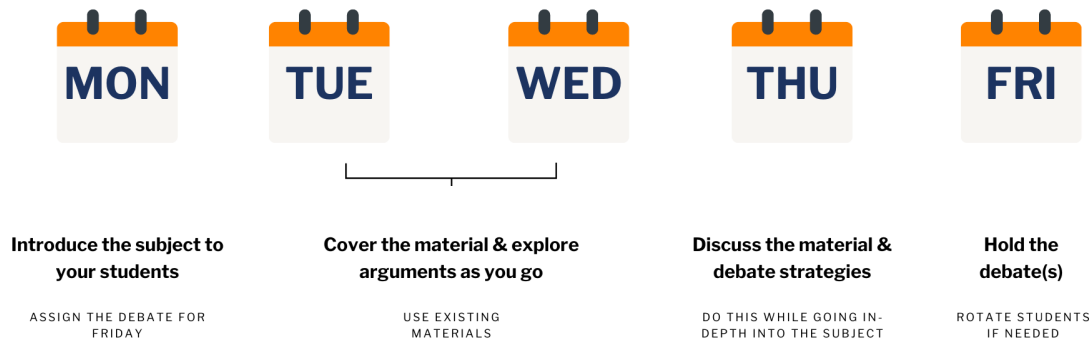 MON
TUE
WED
THU
FRI
Introduce the subject to
your students
Cover the material & explore
arguments as you go
Discuss the material &
debate strategies
Hold the
debate(s)
ASSIGN THE DEBATE FOR
FRIDAY
USE EXISTING
MATERIALS
DO THIS WHILE GOING IN-
DEPTH INTO THE SUBJECT
ROTATE STUDENTS
IF NEEDED